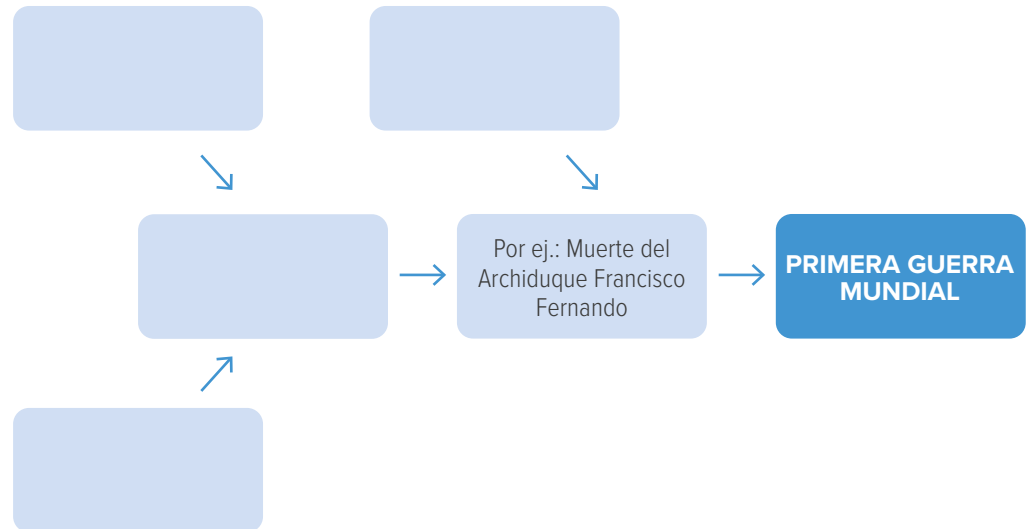 Por ej.: Muerte del
Archiduque Francisco
Fernando
PRIMERA GUERRA
MUNDIAL